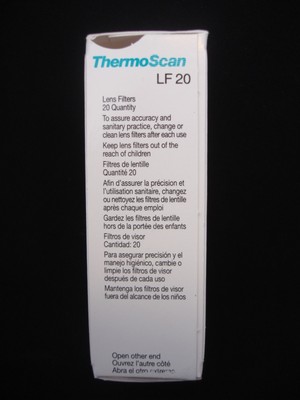 ThermoScan
LF 20
Lens Filters
20 Quantity
To assure accuracy and
sanitary practice, change or
clean lens filters after each use
Keep lens filters out of the
reach of children
Filtres de lentille
Quantité 20
Afin d'assurer la précision et
l'utilisation sanitaire, changez
ou nettoyez les filtres de lentille
après chaque emploi
Gardez les filtres de lentille
hors de la portée des enfants
Filtros de visor
Cantidad: 20
Para asegurar precisión y el
manejo higiénico, cambie o
limpie los filtros de visor
después de cada uso
Mantenga los filtros de visor
fuera del alcance de los niños
Open other end
Ouvrez l'autre côté
Abra el otro extremo